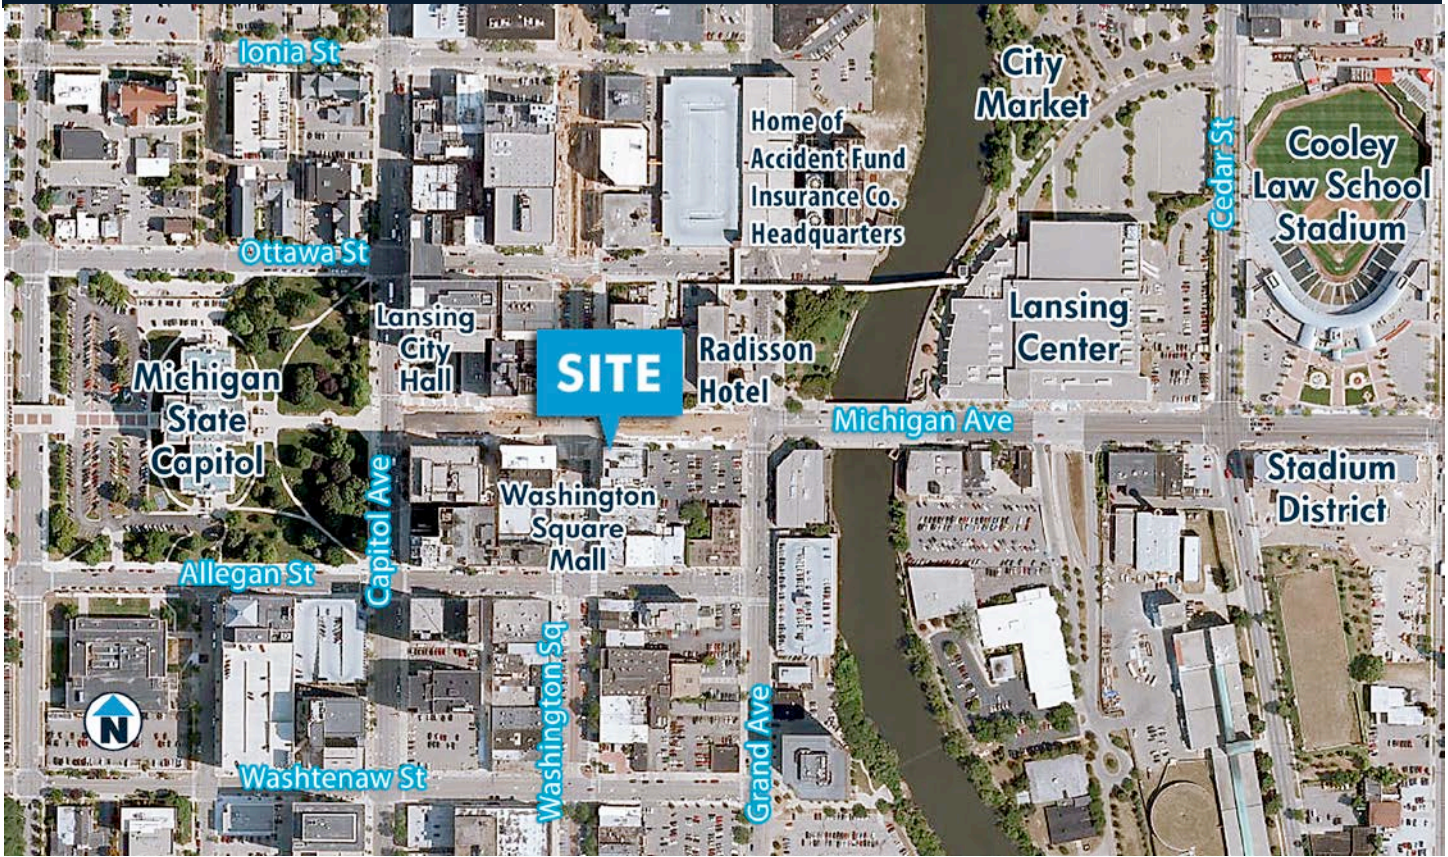 Ionia St
City
Market
Home of
Accident Fund
Insurance Co.
Headquarters
Cedar St
Cooley
Law School
Stadium
Ottawa St
Lansing
City
Hall
SITE
Radisson
Hotel
Lansing
Center
Michigan
State
Capitol
Michigan Ave
Capitol Ave
Washington
Square
Mall
Stadium
District
Allegan St
Washington Sq
Grand Ave
N
Washtenaw St